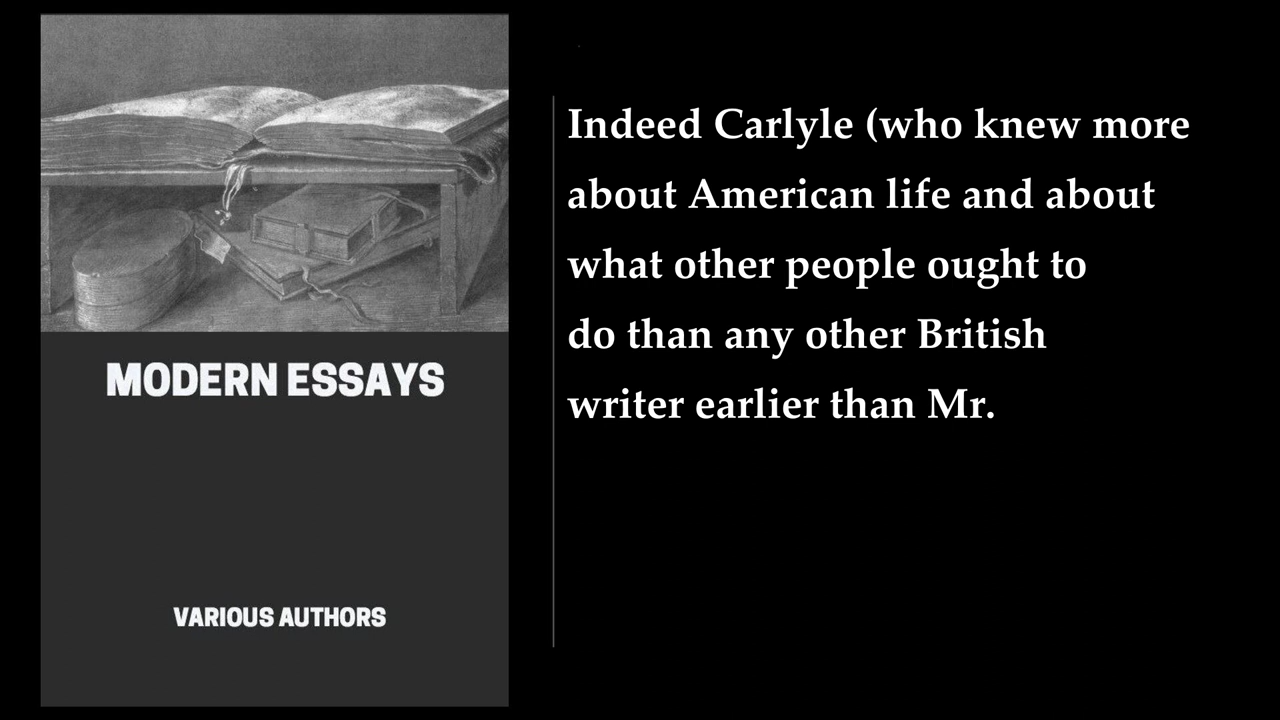 MODERN ESSAYS
VARIOUS AUTHORS
Indeed Carlyle (who knew more
about American life and about
what other people ought to
do than any other British
writer earlier than Mr.